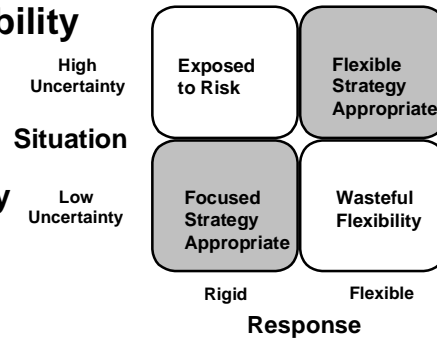 bility
High
Uncertainty
Exposed
to Risk
Flexible
Strategy
Appropriate
Situation
y
Low
Uncertainty
Focused
Strategy
Appropriate
Wasteful
Flexibility
Rigid
Flexible
Response